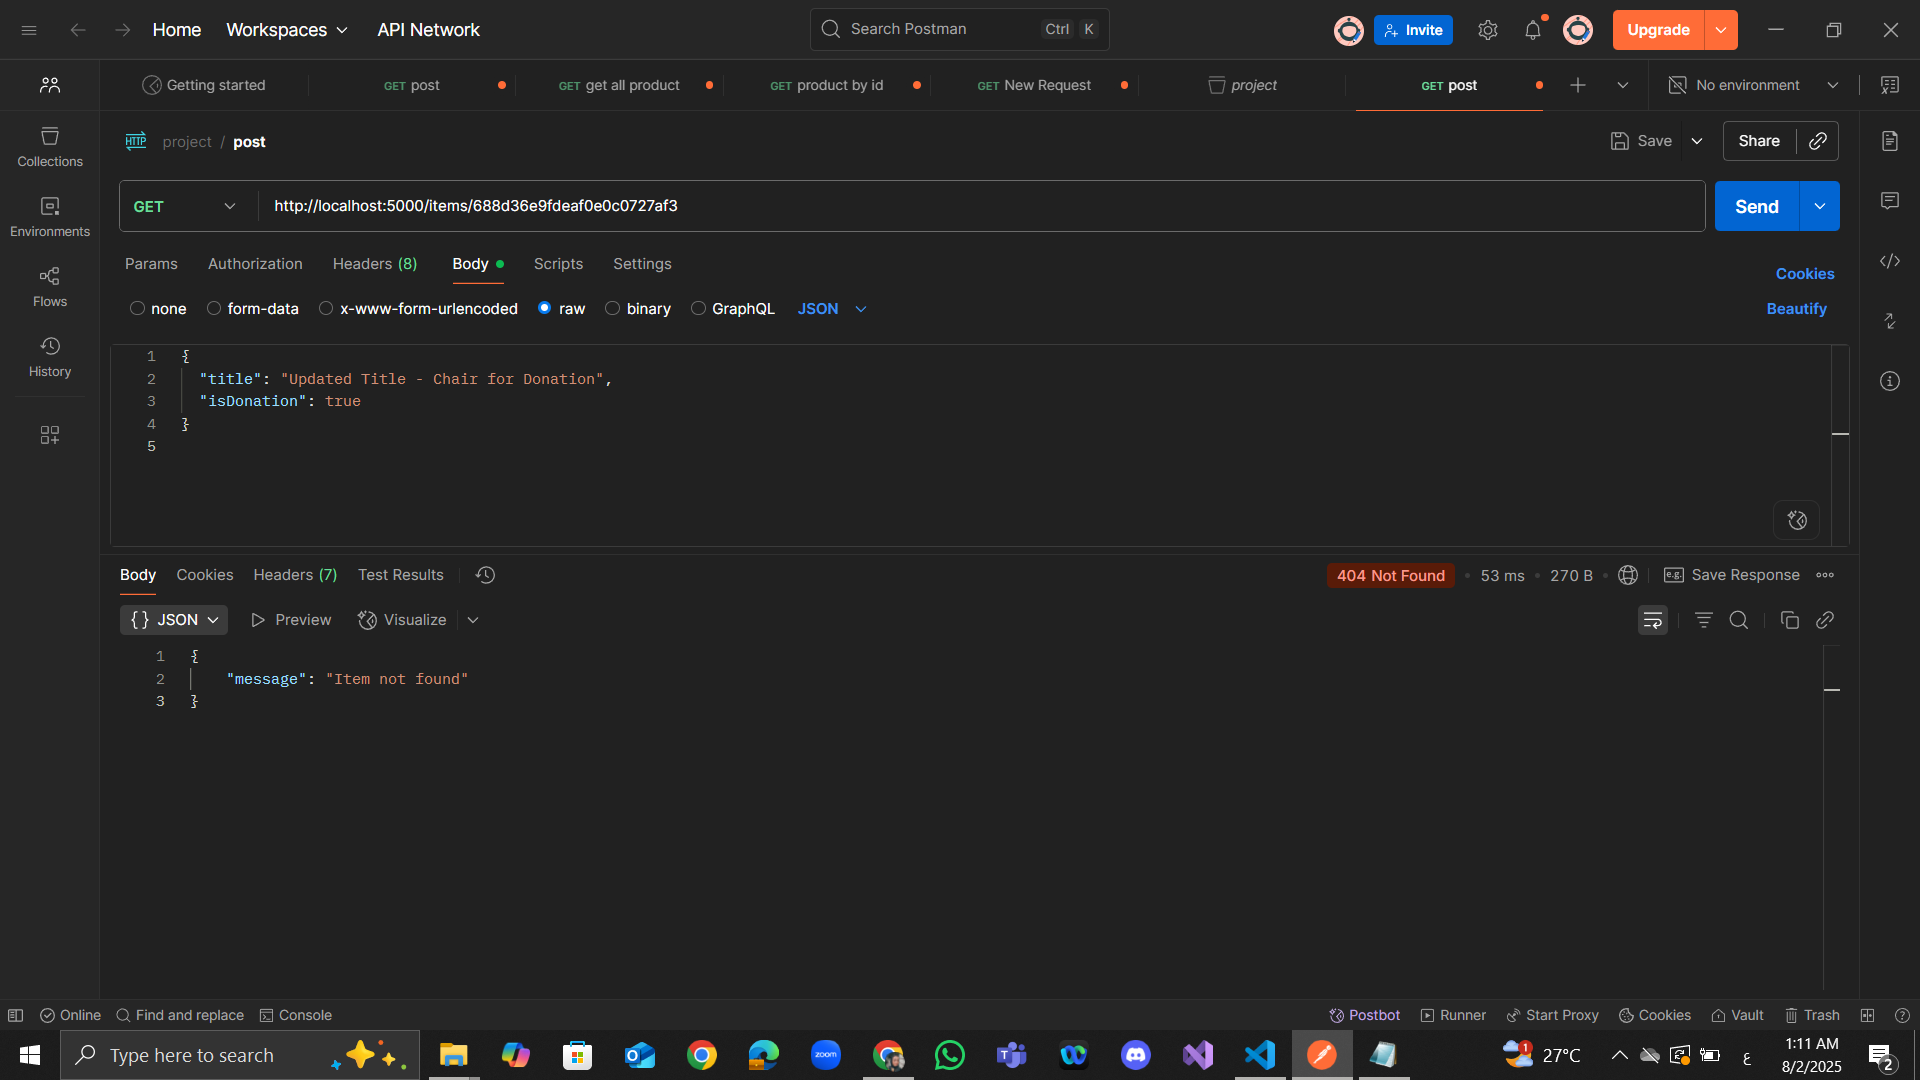 Home Workspaces API Network Search Postman Ctrl K Invite Upgrade
Getting started GET post GET get all product GET product by id GET New Request project GET post No environment
HTTP project / post Save Share
Collections
Environments
Flows
History
GET http://localhost:5000/items/688d36e9fdeaf0e0c0727af3 Send
Params Authorization Headers (8) Body Scripts Settings Cookies
none form-data x-www-form-urlencoded raw binary GraphQL JSON Beautify
1 {
2 "title": "Updated Title - Chair for Donation",
3 "isDonation": true
4 }
5
Body Cookies Headers (7) Test Results 404 Not Found • 53 ms • 270 B • e.g. Save Response
{} JSON Preview Visualize
1 {
2 "message": "Item not found"
3 }
Online Find and replace Console Postbot Runner Start Proxy Cookies Vault Trash
Type here to search zoom 1 27°C ع 1:11 AM
8/2/2025 2